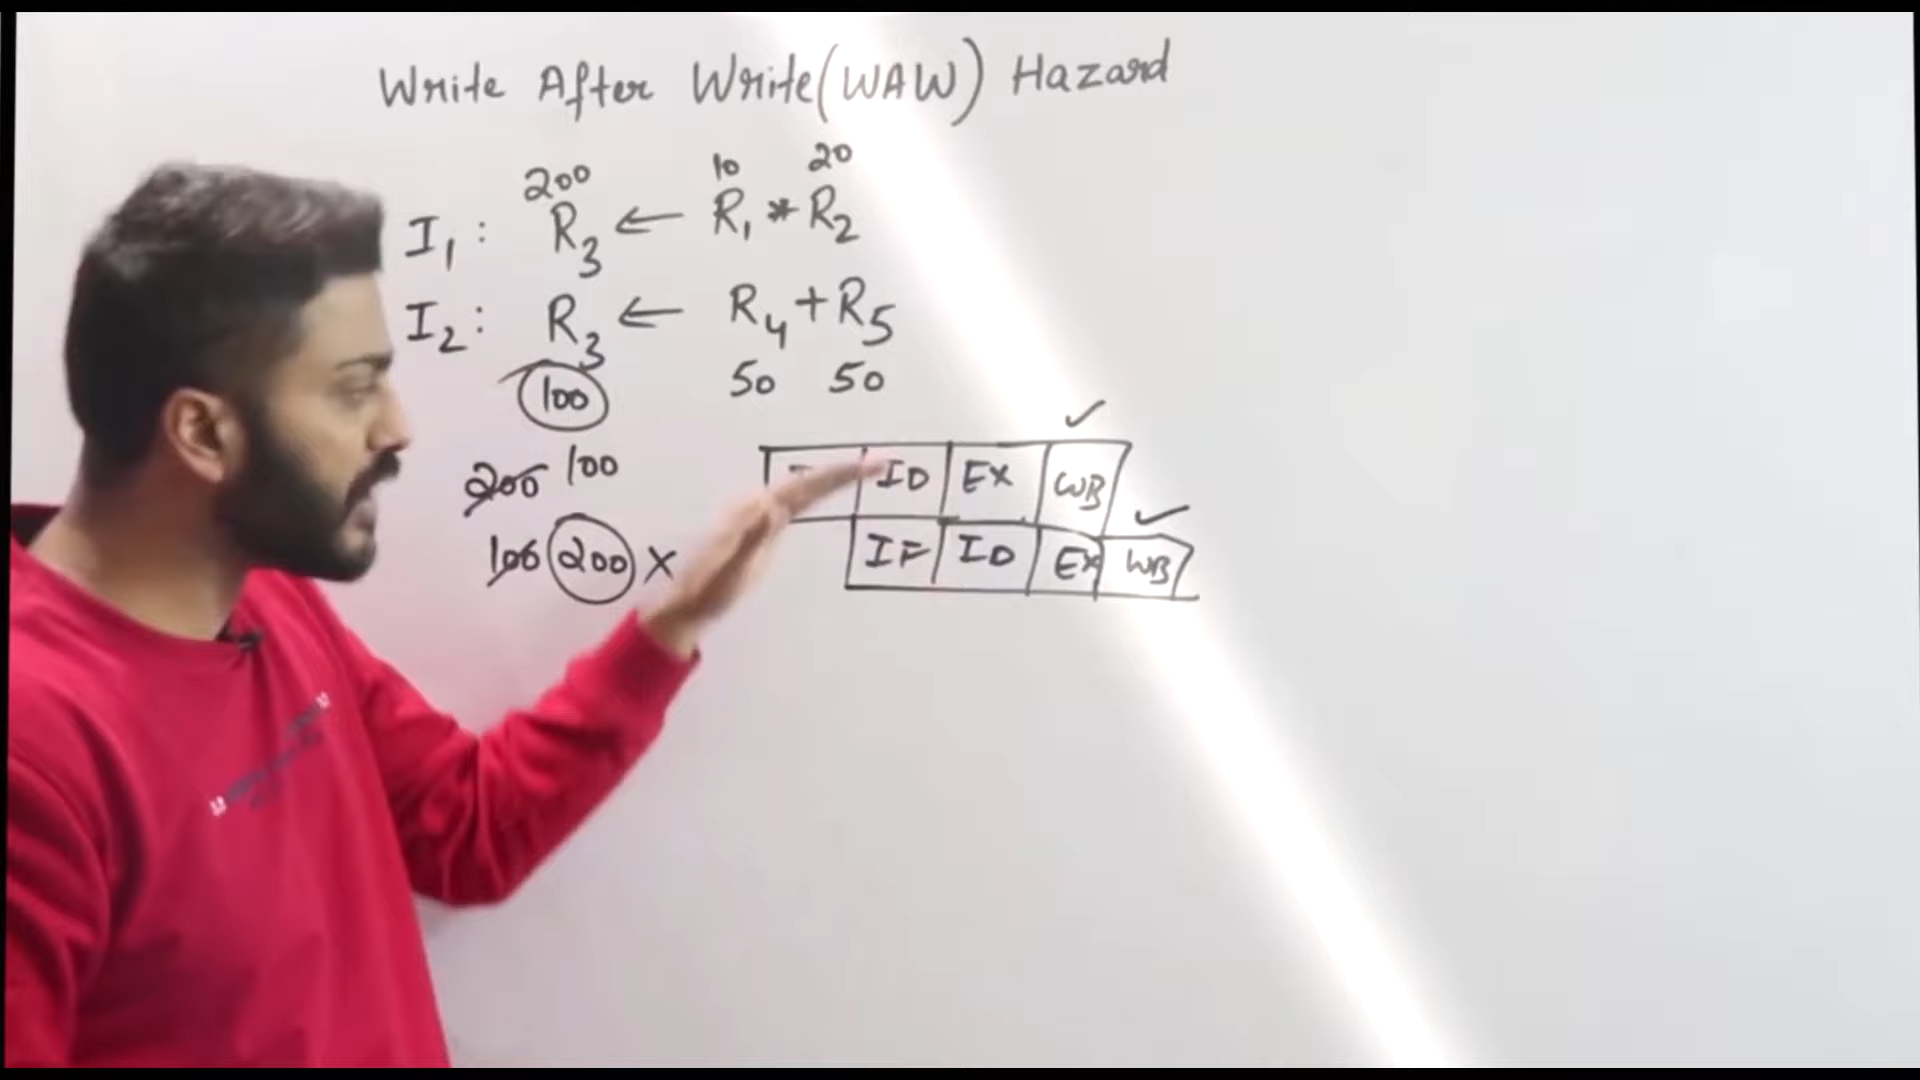 Write After Write(WAW) Hazard
200 10 20
I1: R3 ← R1 * R2
I2: R3 ← R4 + R5
100 50 50
200 100
100 200 X
✓
ID EX WB
✓
IF ID EX WB